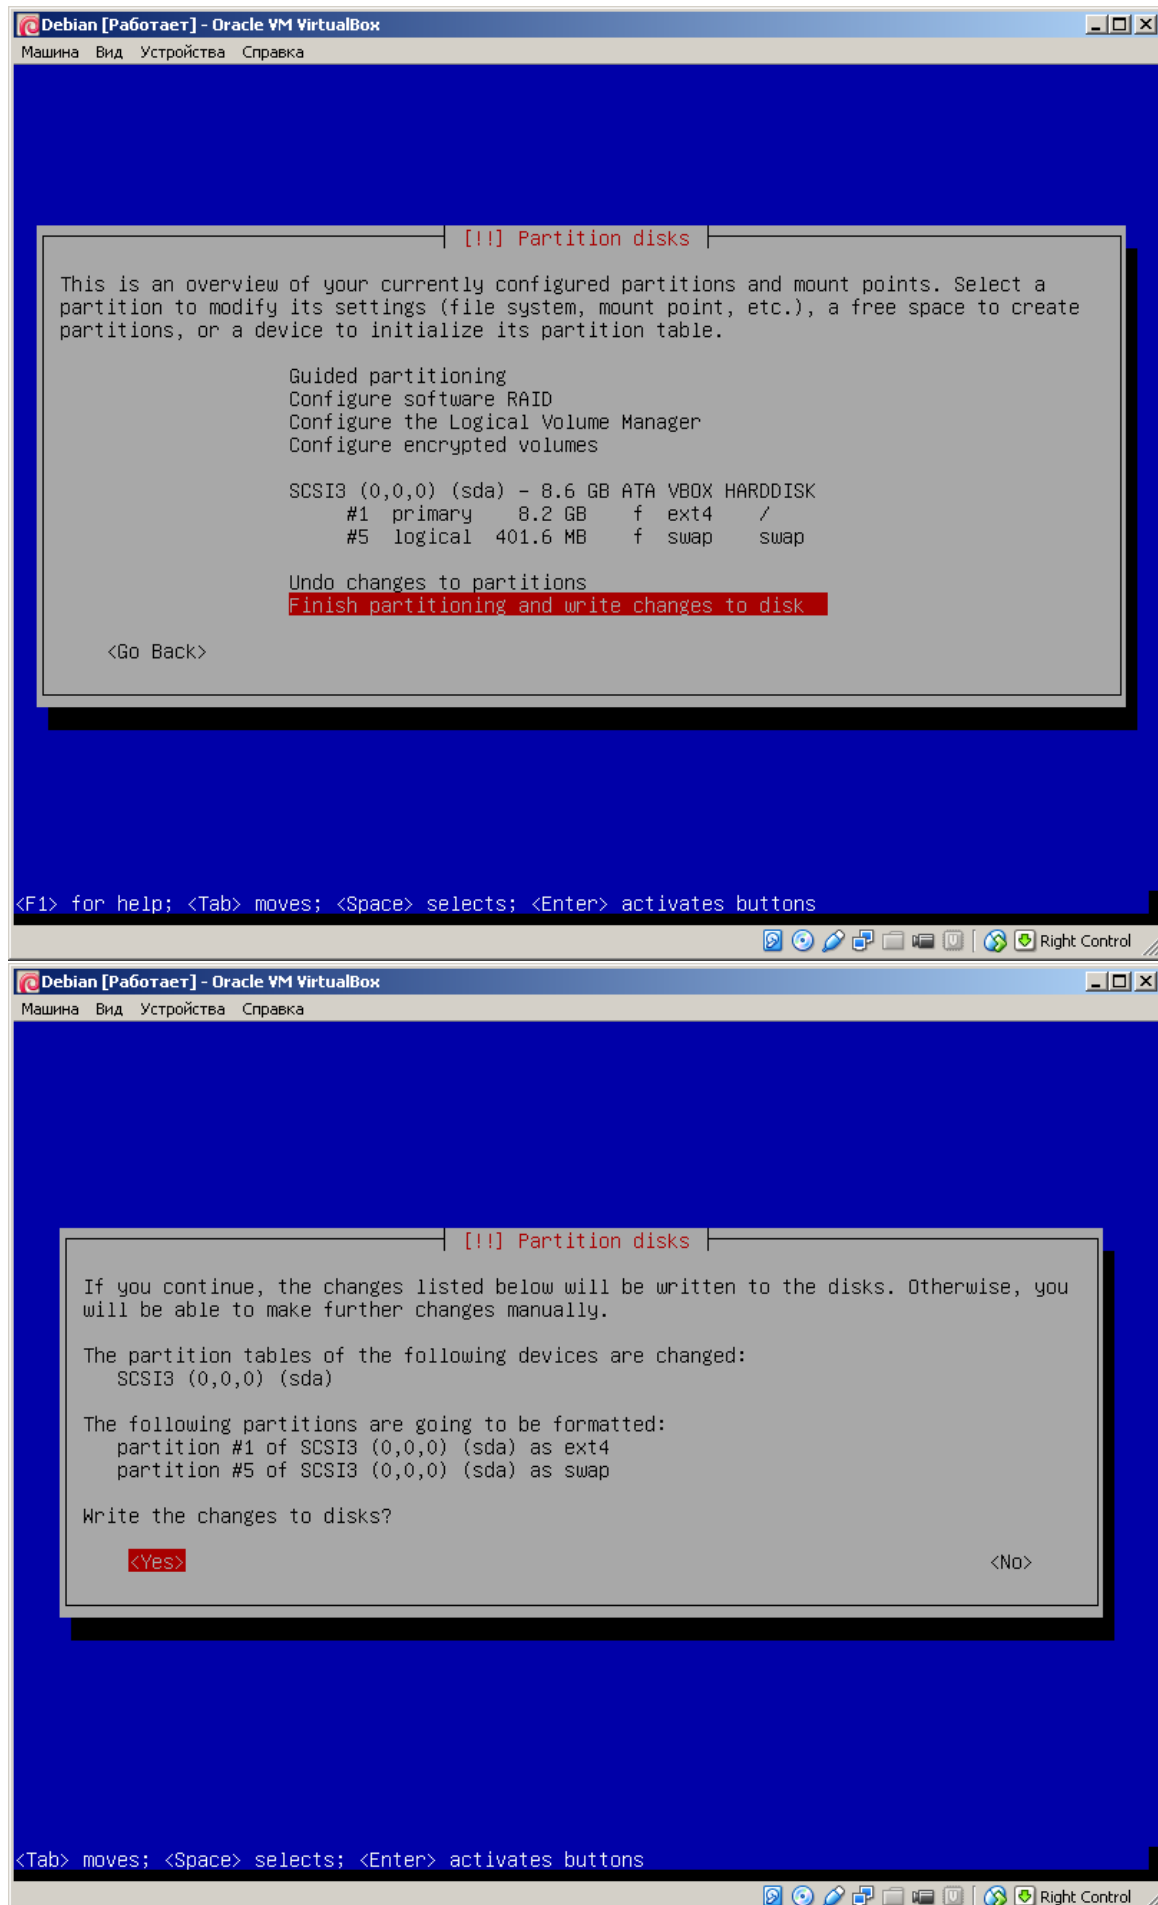 Debian [Работает] - Oracle VM VirtualBox
Машина Вид Устройства Справка
[!!] Partition disks
This is an overview of your currently configured partitions and mount points. Select a
partition to modify its settings (file system, mount point, etc.), a free space to create
partitions, or a device to initialize its partition table.
Guided partitioning
Configure software RAID
Configure the Logical Volume Manager
Configure encrypted volumes
SCSI3 (0,0,0) (sda) - 8.6 GB ATA VBOX HARDDISK
#1 primary 8.2 GB f ext4 /
#5 logical 401.6 MB f swap swap
Undo changes to partitions
Finish partitioning and write changes to disk
<Go Back>
<F1> for help; <Tab> moves; <Space> selects; <Enter> activates buttons
Right Control
Debian [Работает] - Oracle VM VirtualBox
Машина Вид Устройства Справка
[!!] Partition disks
If you continue, the changes listed below will be written to the disks. Otherwise, you
will be able to make further changes manually.
The partition tables of the following devices are changed:
SCSI3 (0,0,0) (sda)
The following partitions are going to be formatted:
partition #1 of SCSI3 (0,0,0) (sda) as ext4
partition #5 of SCSI3 (0,0,0) (sda) as swap
Write the changes to disks?
<Yes> <No>
<Tab> moves; <Space> selects; <Enter> activates buttons
Right Control